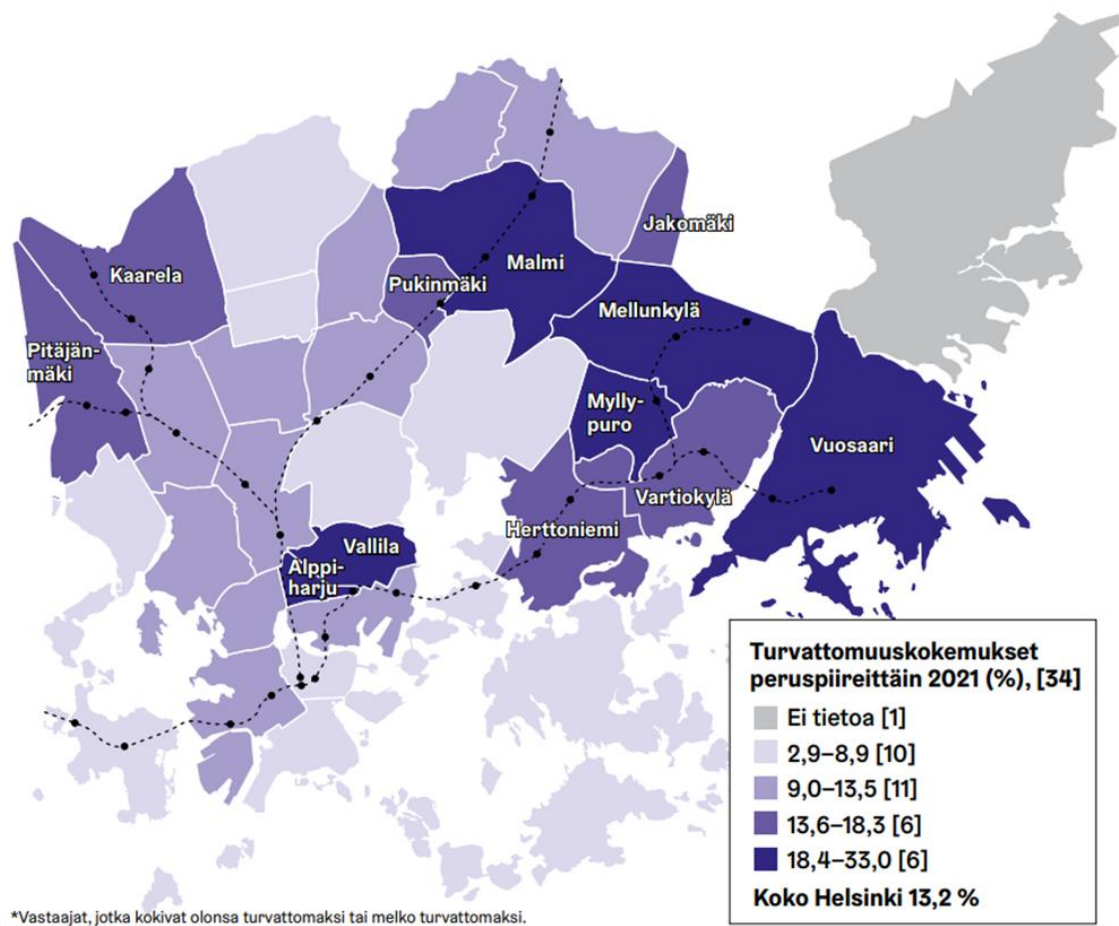 Jakomäki
Kaarela
Malmi
Pukinmäki
Mellunkylä
Pitäjän-
mäki
Mylly-
puro
Vuosaari
Vartiokylä
Herttoniemi
Vallila
Alppi-
harju
Turvattomuuskokemukset
peruspiireittäin 2021 (%), [34]
Ei tietoa [1]
2,9–8,9 [10]
9,0–13,5 [11]
13,6–18,3 [6]
18,4–33,0 [6]
Koko Helsinki 13,2 %
*Vastaajat, jotka kokivat olonsa turvattomaksi tai melko turvattomaksi.